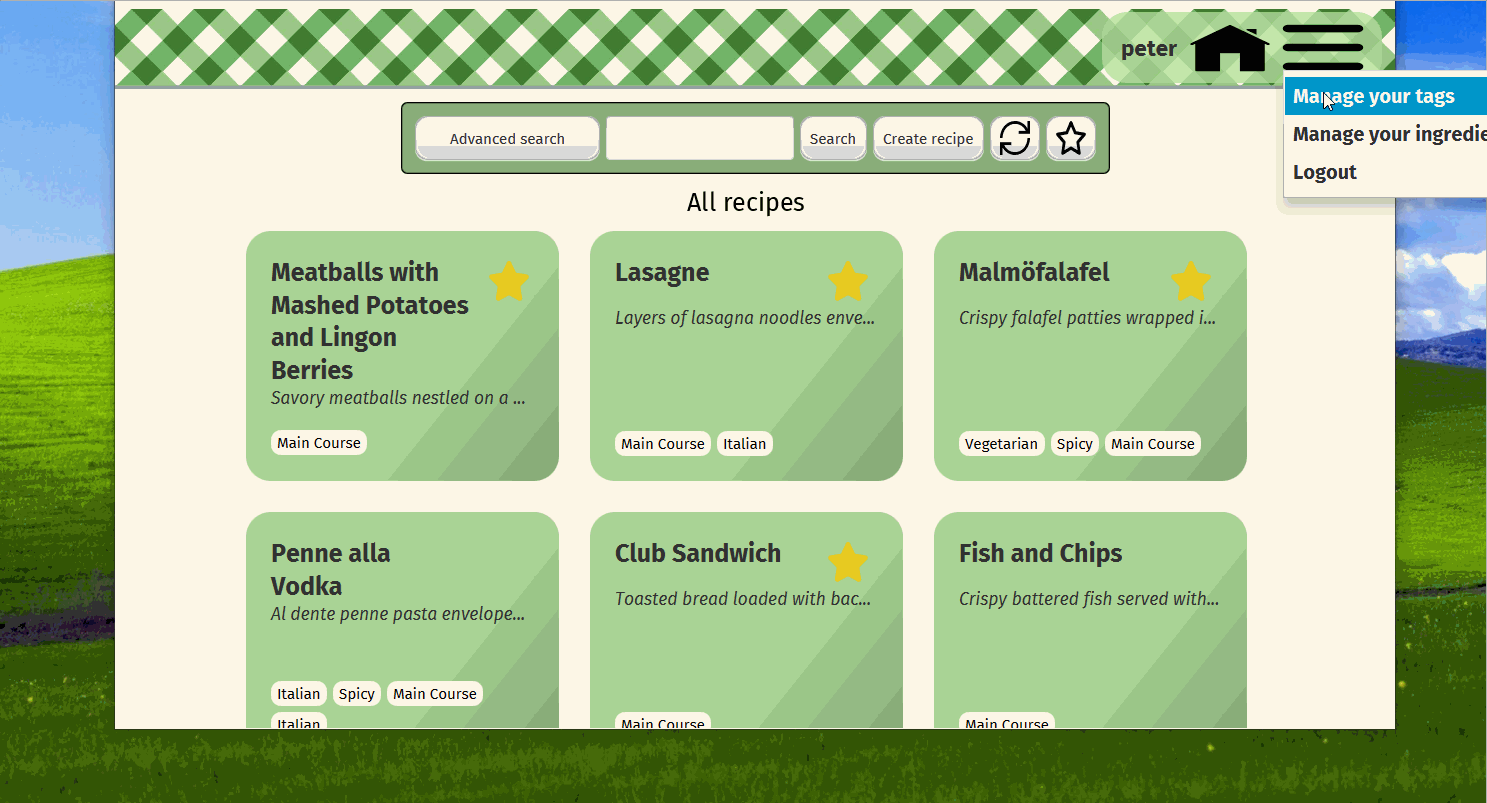 peter
Manage your tags
Manage your ingredie
Logout
Advanced search
Search
Create recipe
All recipes
Meatballs with
Mashed Potatoes
and Lingon
Berries
Savory meatballs nestled on a ...
Main Course
Lasagne
Layers of lasagna noodles enve...
Main Course Italian
Malmöfalafel
Crispy falafel patties wrapped i...
Vegetarian Spicy Main Course
Penne alla
Vodka
Al dente penne pasta envelope...
Italian Spicy Main Course
Italian
Club Sandwich
Toasted bread loaded with bac...
Main Course
Fish and Chips
Crispy battered fish served with...
Main Course